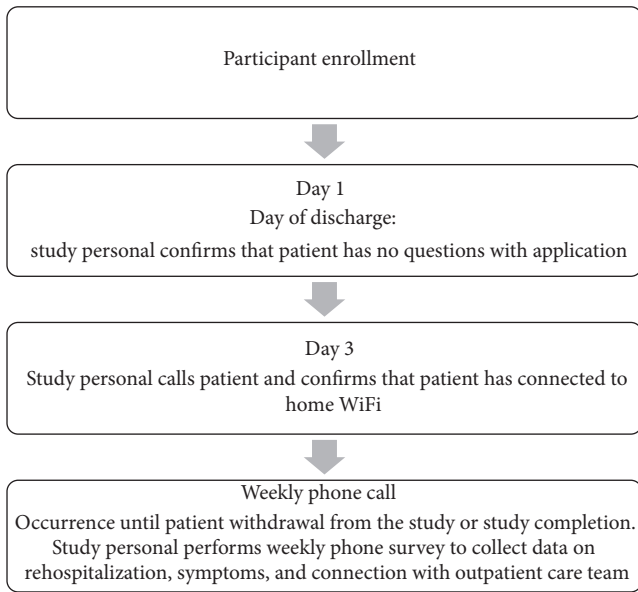 Participant enrollment
Day 1
Day of discharge:
study personal confirms that patient has no questions with application
Day 3
Study personal calls patient and confirms that patient has connected to
home WiFi
Weekly phone call
Occurrence until patient withdrawal from the study or study completion.
Study personal performs weekly phone survey to collect data on
rehospitalization, symptoms, and connection with outpatient care team